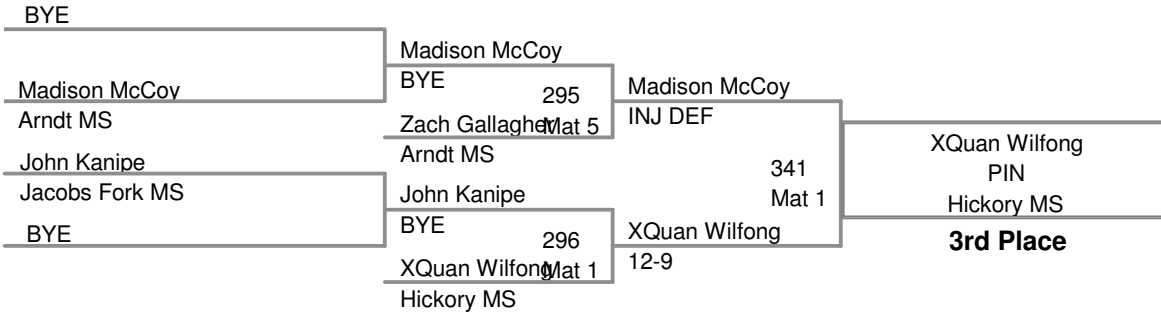 BYE
Madison McCoy
Arndt MS
John Kanipe
Jacobs Fork MS
BYE
Madison McCoy
BYE
295
Mat 5
Zach Gallagher
Arndt MS
John Kanipe
BYE
296
Mat 1
XQuan Wilfong
Hickory MS
Madison McCoy
INJ DEF
341
Mat 1
XQuan Wilfong
12-9
XQuan Wilfong
PIN
Hickory MS
3rd Place